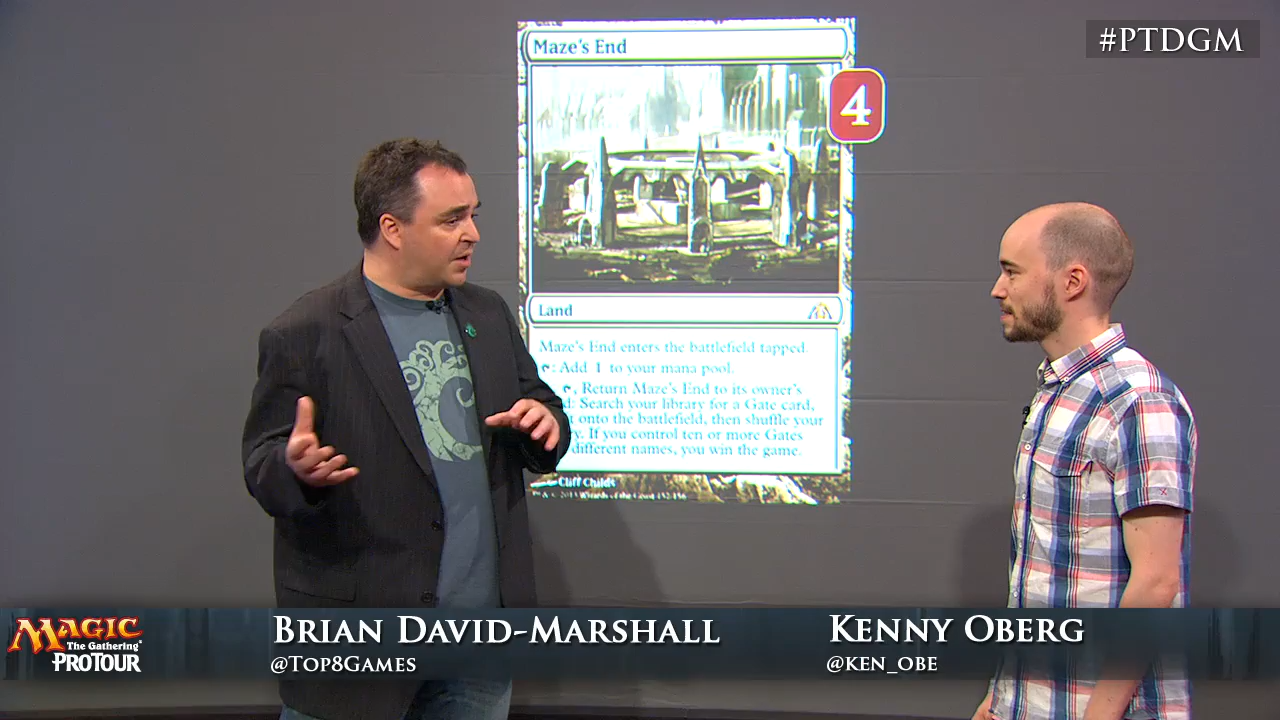 #PTDGM
Maze's End
4
Land
Maze's End enters the battlefield tapped.
: Add 1 to your mana pool.
, Return Maze's End to its owner's
: Search your library for a Gate card,
onto the battlefield, then shuffle your
If you control ten or more Gates
different names, you win the game.
Cliff Childs
Magic
The Gathering
ProTour
Brian David-Marshall
@Top8Games
Kenny Oberg
@ken_obe